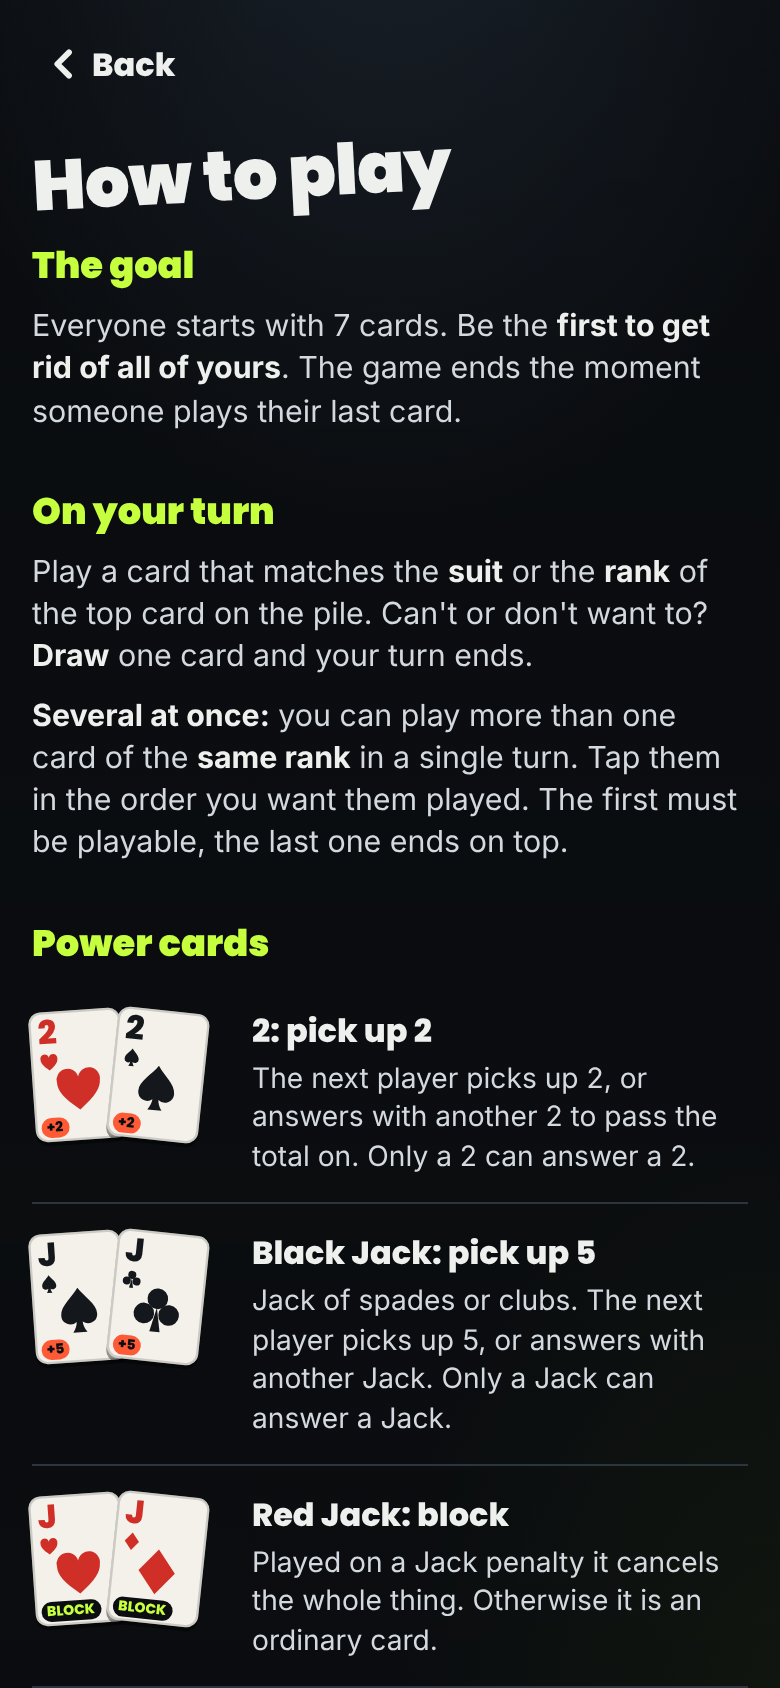 Back
How to play
The goal
Everyone starts with 7 cards. Be the first to get
rid of all of yours. The game ends the moment
someone plays their last card.
On your turn
Play a card that matches the suit or the rank of
the top card on the pile. Can't or don't want to?
Draw one card and your turn ends.
Several at once: you can play more than one
card of the same rank in a single turn. Tap them
in the order you want them played. The first must
be playable, the last one ends on top.
Power cards
2 2
+2 +2
2: pick up 2
The next player picks up 2, or
answers with another 2 to pass the
total on. Only a 2 can answer a 2.
J J
+5 +5
Black Jack: pick up 5
Jack of spades or clubs. The next
player picks up 5, or answers with
another Jack. Only a Jack can
answer a Jack.
J J
BLOCK BLOCK
Red Jack: block
Played on a Jack penalty it cancels
the whole thing. Otherwise it is an
ordinary card.